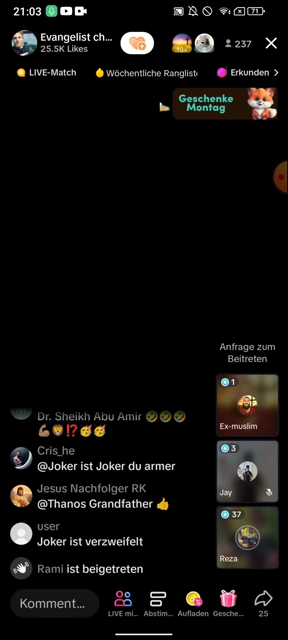 21:03
71
Evangelist ch...
25.5K Likes
237
LIVE-Match
Wöchentliche Ranglist
Erkunden
Geschenke
Montag
Anfrage zum
Beitreten
1
Ex-muslim
3
Jay
37
Reza
Dr. Sheikh Abu Amir 🤣🤣🤣
💪🏽🦁⁉️🥳🥳
Cris_he
@Joker ist Joker du armer
Jesus Nachfolger RK
@Thanos Grandfather 👍
user
Joker ist verzweifelt
Rami ist beigetreten
Komment...
LIVE mi...
Abstim...
Aufladen
Gesche...
25